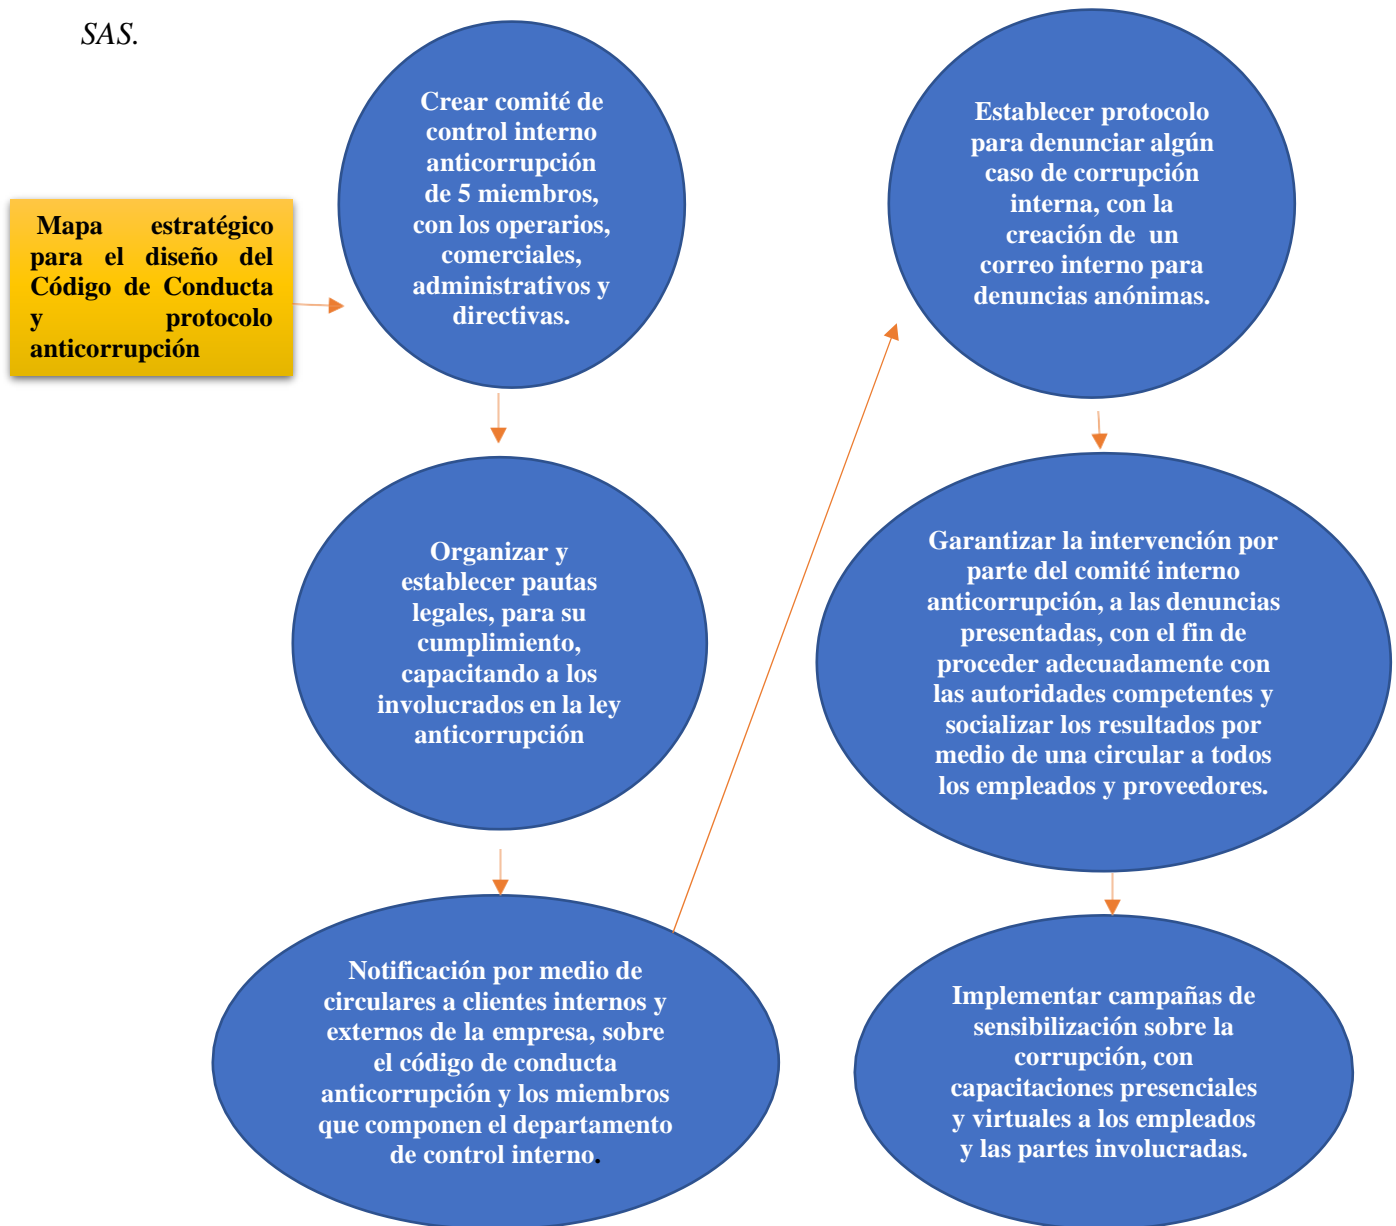 SAS.
Mapa estratégico
para el diseño del
Código de Conducta
y protocolo
anticorrupción
Crear comité de
control interno
anticorrupción
de 5 miembros,
con los operarios,
comerciales,
administrativos y
directivas.
Organizar y
establecer pautas
legales, para su
cumplimiento,
capacitando a los
involucrados en la ley
anticorrupción
Notificación por medio de
circulares a clientes internos y
externos de la empresa, sobre
el código de conducta
anticorrupción y los miembros
que componen el departamento
de control interno.
Establecer protocolo
para denunciar algún
caso de corrupción
interna, con la
creación de un
correo interno para
denuncias anónimas.
Garantizar la intervención por
parte del comité interno
anticorrupción, a las denuncias
presentadas, con el fin de
proceder adecuadamente con
las autoridades competentes y
socializar los resultados por
medio de una circular a todos
los empleados y proveedores.
Implementar campañas de
sensibilización sobre la
corrupción, con
capacitaciones presenciales
y virtuales a los empleados
y las partes involucradas.